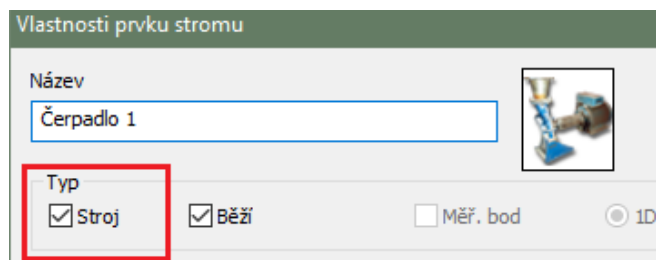 Vlastnosti prvku stromu
Název
Čerpadlo 1
Typ
Stroj Běží Měř. bod 1D